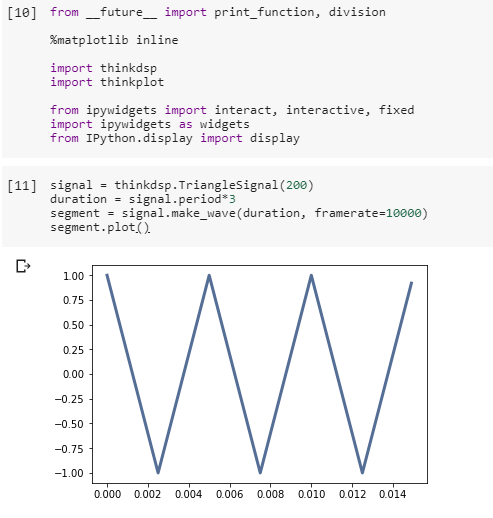 [10] from __future__ import print_function, division
%matplotlib inline
import thinkdsp
import thinkplot
from ipywidgets import interact, interactive, fixed
import ipywidgets as widgets
from IPython.display import display
[11] signal = thinkdsp.TriangleSignal(200)
duration = signal.period*3
segment = signal.make_wave(duration, framerate=10000)
segment.plot()
1.00
0.75
0.50
0.25
0.00
−0.25
−0.50
−0.75
−1.00
0.000 0.002 0.004 0.006 0.008 0.010 0.012 0.014